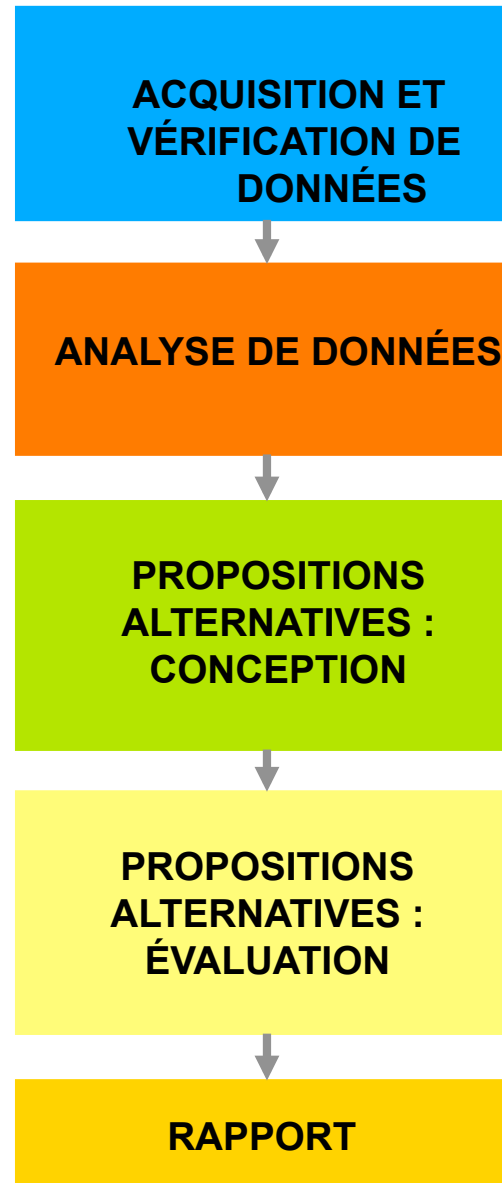 ACQUISITION ET
VÉRIFICATION DE
DONNÉES
ANALYSE DE DONNÉES
PROPOSITIONS
ALTERNATIVES :
CONCEPTION
PROPOSITIONS
ALTERNATIVES :
ÉVALUATION
RAPPORT